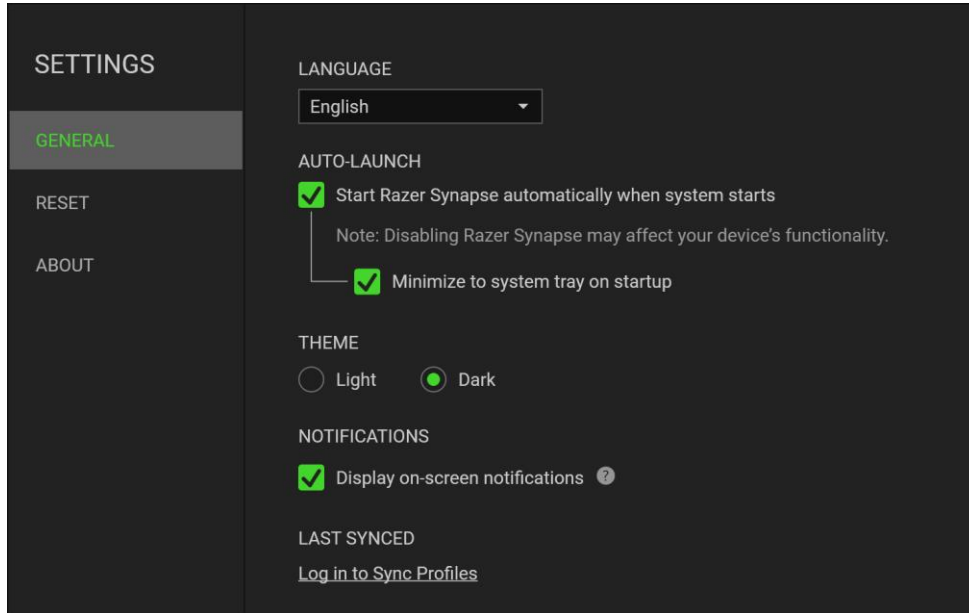 SETTINGS
GENERAL
RESET
ABOUT
LANGUAGE
English
AUTO-LAUNCH
Start Razer Synapse automatically when system starts
Note: Disabling Razer Synapse may affect your device’s functionality.
Minimize to system tray on startup
THEME
Light Dark
NOTIFICATIONS
Display on-screen notifications ?
LAST SYNCED
Log in to Sync Profiles